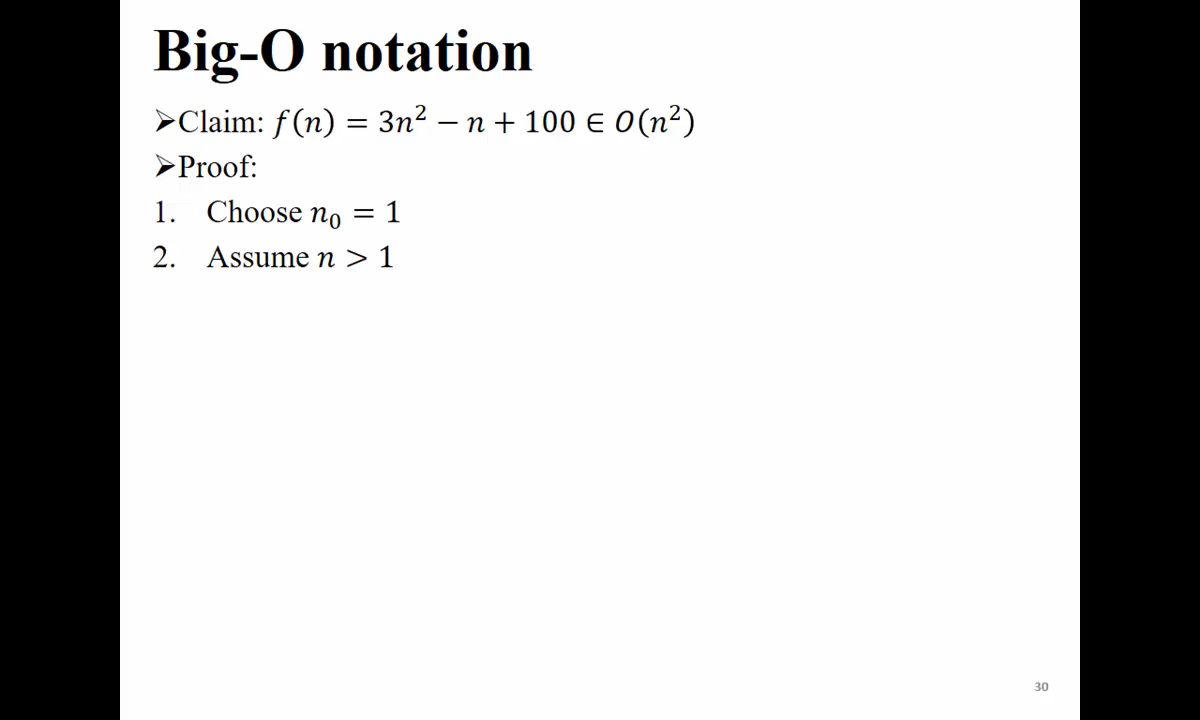 Big-O notation
➢Claim: f(n) = 3n² − n + 100 ∈ O(n²)
➢Proof:
1. Choose n₀ = 1
2. Assume n > 1
30